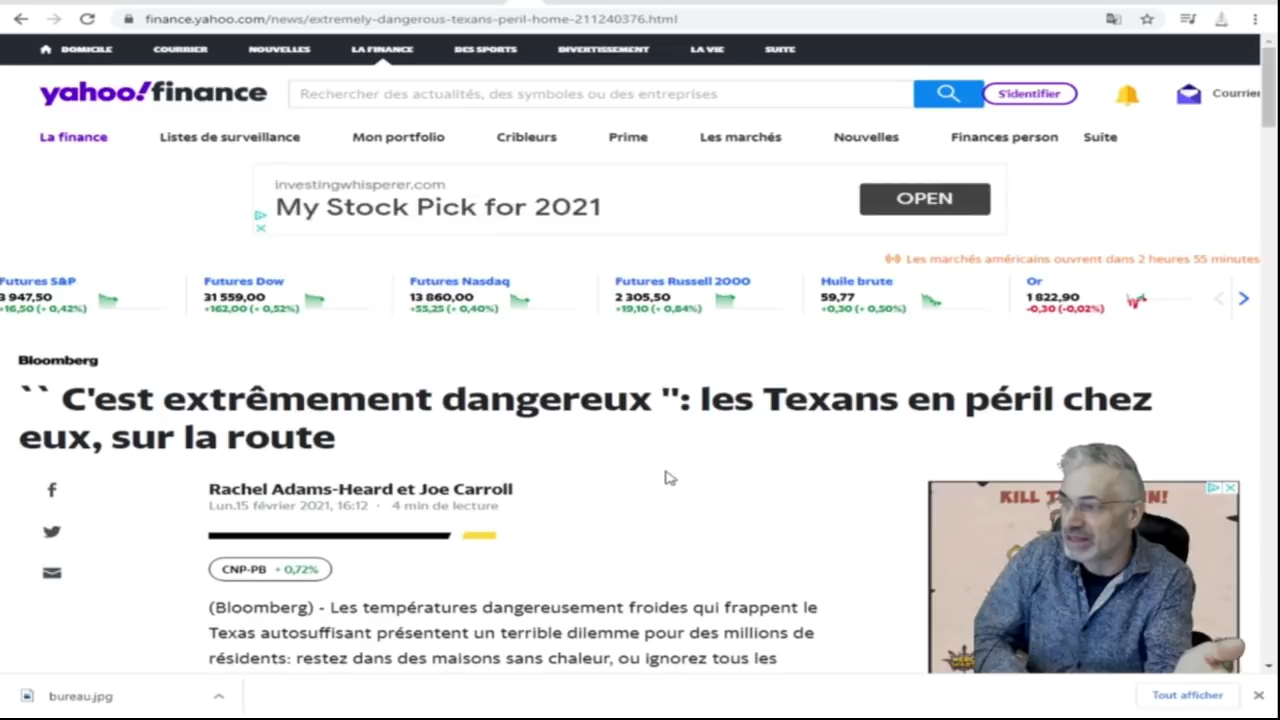 finance.yahoo.com/news/extremely-dangerous-texans-peril-home-211240376.html
DOMICILE COURRIER NOUVELLES LA FINANCE DES SPORTS DIVERTISSEMENT LA VIE SUITE
yahoo!finance Rechercher des actualités, des symboles ou des entreprises S'identifier Courrier
La finance Listes de surveillance Mon portfolio Cribleurs Prime Les marchés Nouvelles Finances person Suite
investingwhisperer.com
My Stock Pick for 2021 OPEN
Les marchés américains ouvrent dans 2 heures 55 minutes
Futures S&P Futures Dow Futures Nasdaq Futures Russell 2000 Huile brute Or
3 947,50 31 559,00 13 860,00 2 305,50 59,77 1 822,90
+16,50 (+ 0,42%) +162,00 (+ 0,52%) +55,25 (+ 0,40%) +19,10 (+ 0,84%) +0,30 (+ 0,50%) -0,30 (-0,02%)
Bloomberg
`` C'est extrêmement dangereux '': les Texans en péril chez
eux, sur la route
Rachel Adams-Heard et Joe Carroll
Lun.15 février 2021, 16:12 · 4 min de lecture
KILL
N!
CNP-PB + 0,72%
(Bloomberg) - Les températures dangereusement froides qui frappent le
Texas autosuffisant présentent un terrible dilemme pour des millions de
résidents: restez dans des maisons sans chaleur, ou ignorez tous les
bureau.jpg Tout afficher